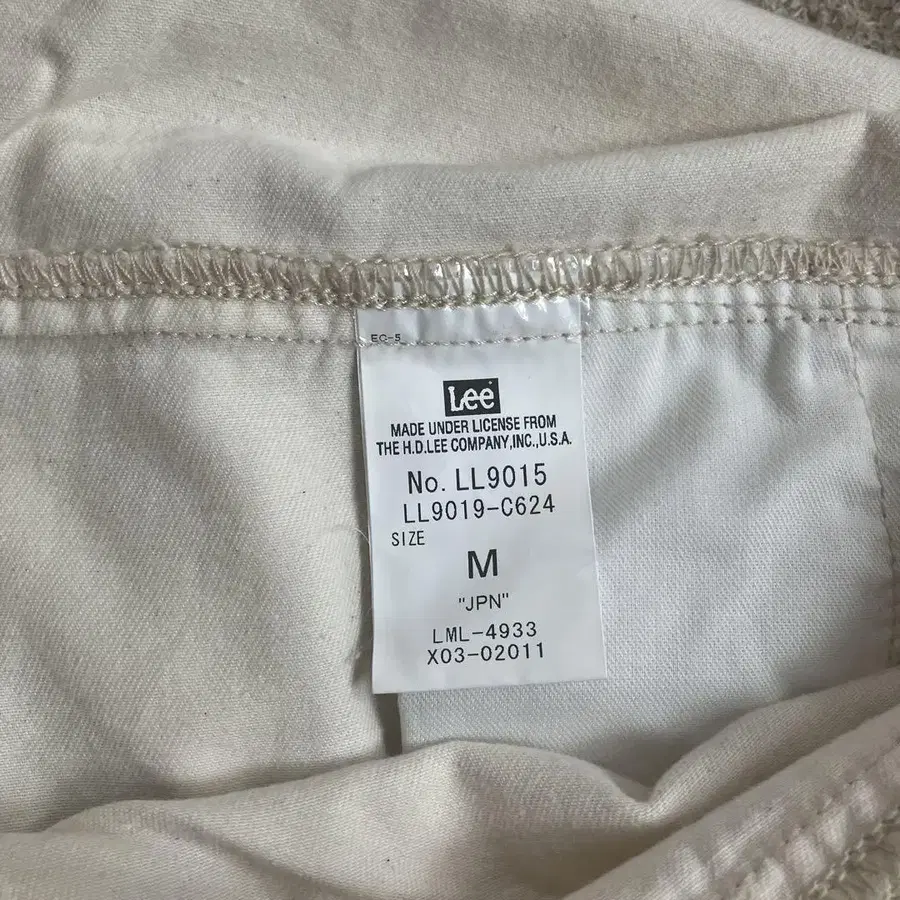 EC-5
Lee
MADE UNDER LICENSE FROM
THE H.D.LEE COMPANY,INC.,U.S.A.
No. LL9015
LL9019-C624
SIZE
M
"JPN"
LML-4933
X03-02011